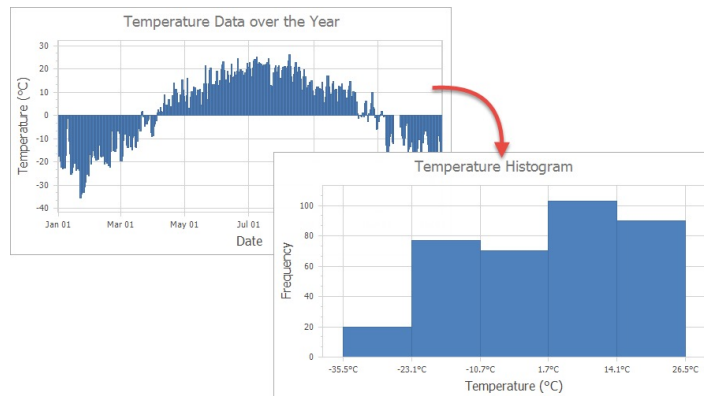 Temperature Data over the Year
Temperature (°C)
30
20
10
0
-10
-20
-30
-40
Jan 01
Mar 01
May 01
Jul 01
Date
Temperature Histogram
Frequency
100
80
60
40
20
0
-35.5°C
-23.1°C
-10.7°C
1.7°C
14.1°C
26.5°C
Temperature (°C)